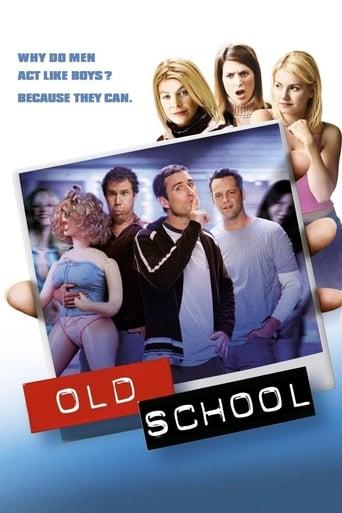 WHY DO MEN
ACT LIKE BOYS?
BECAUSE THEY CAN.
OLD
SCHOOL